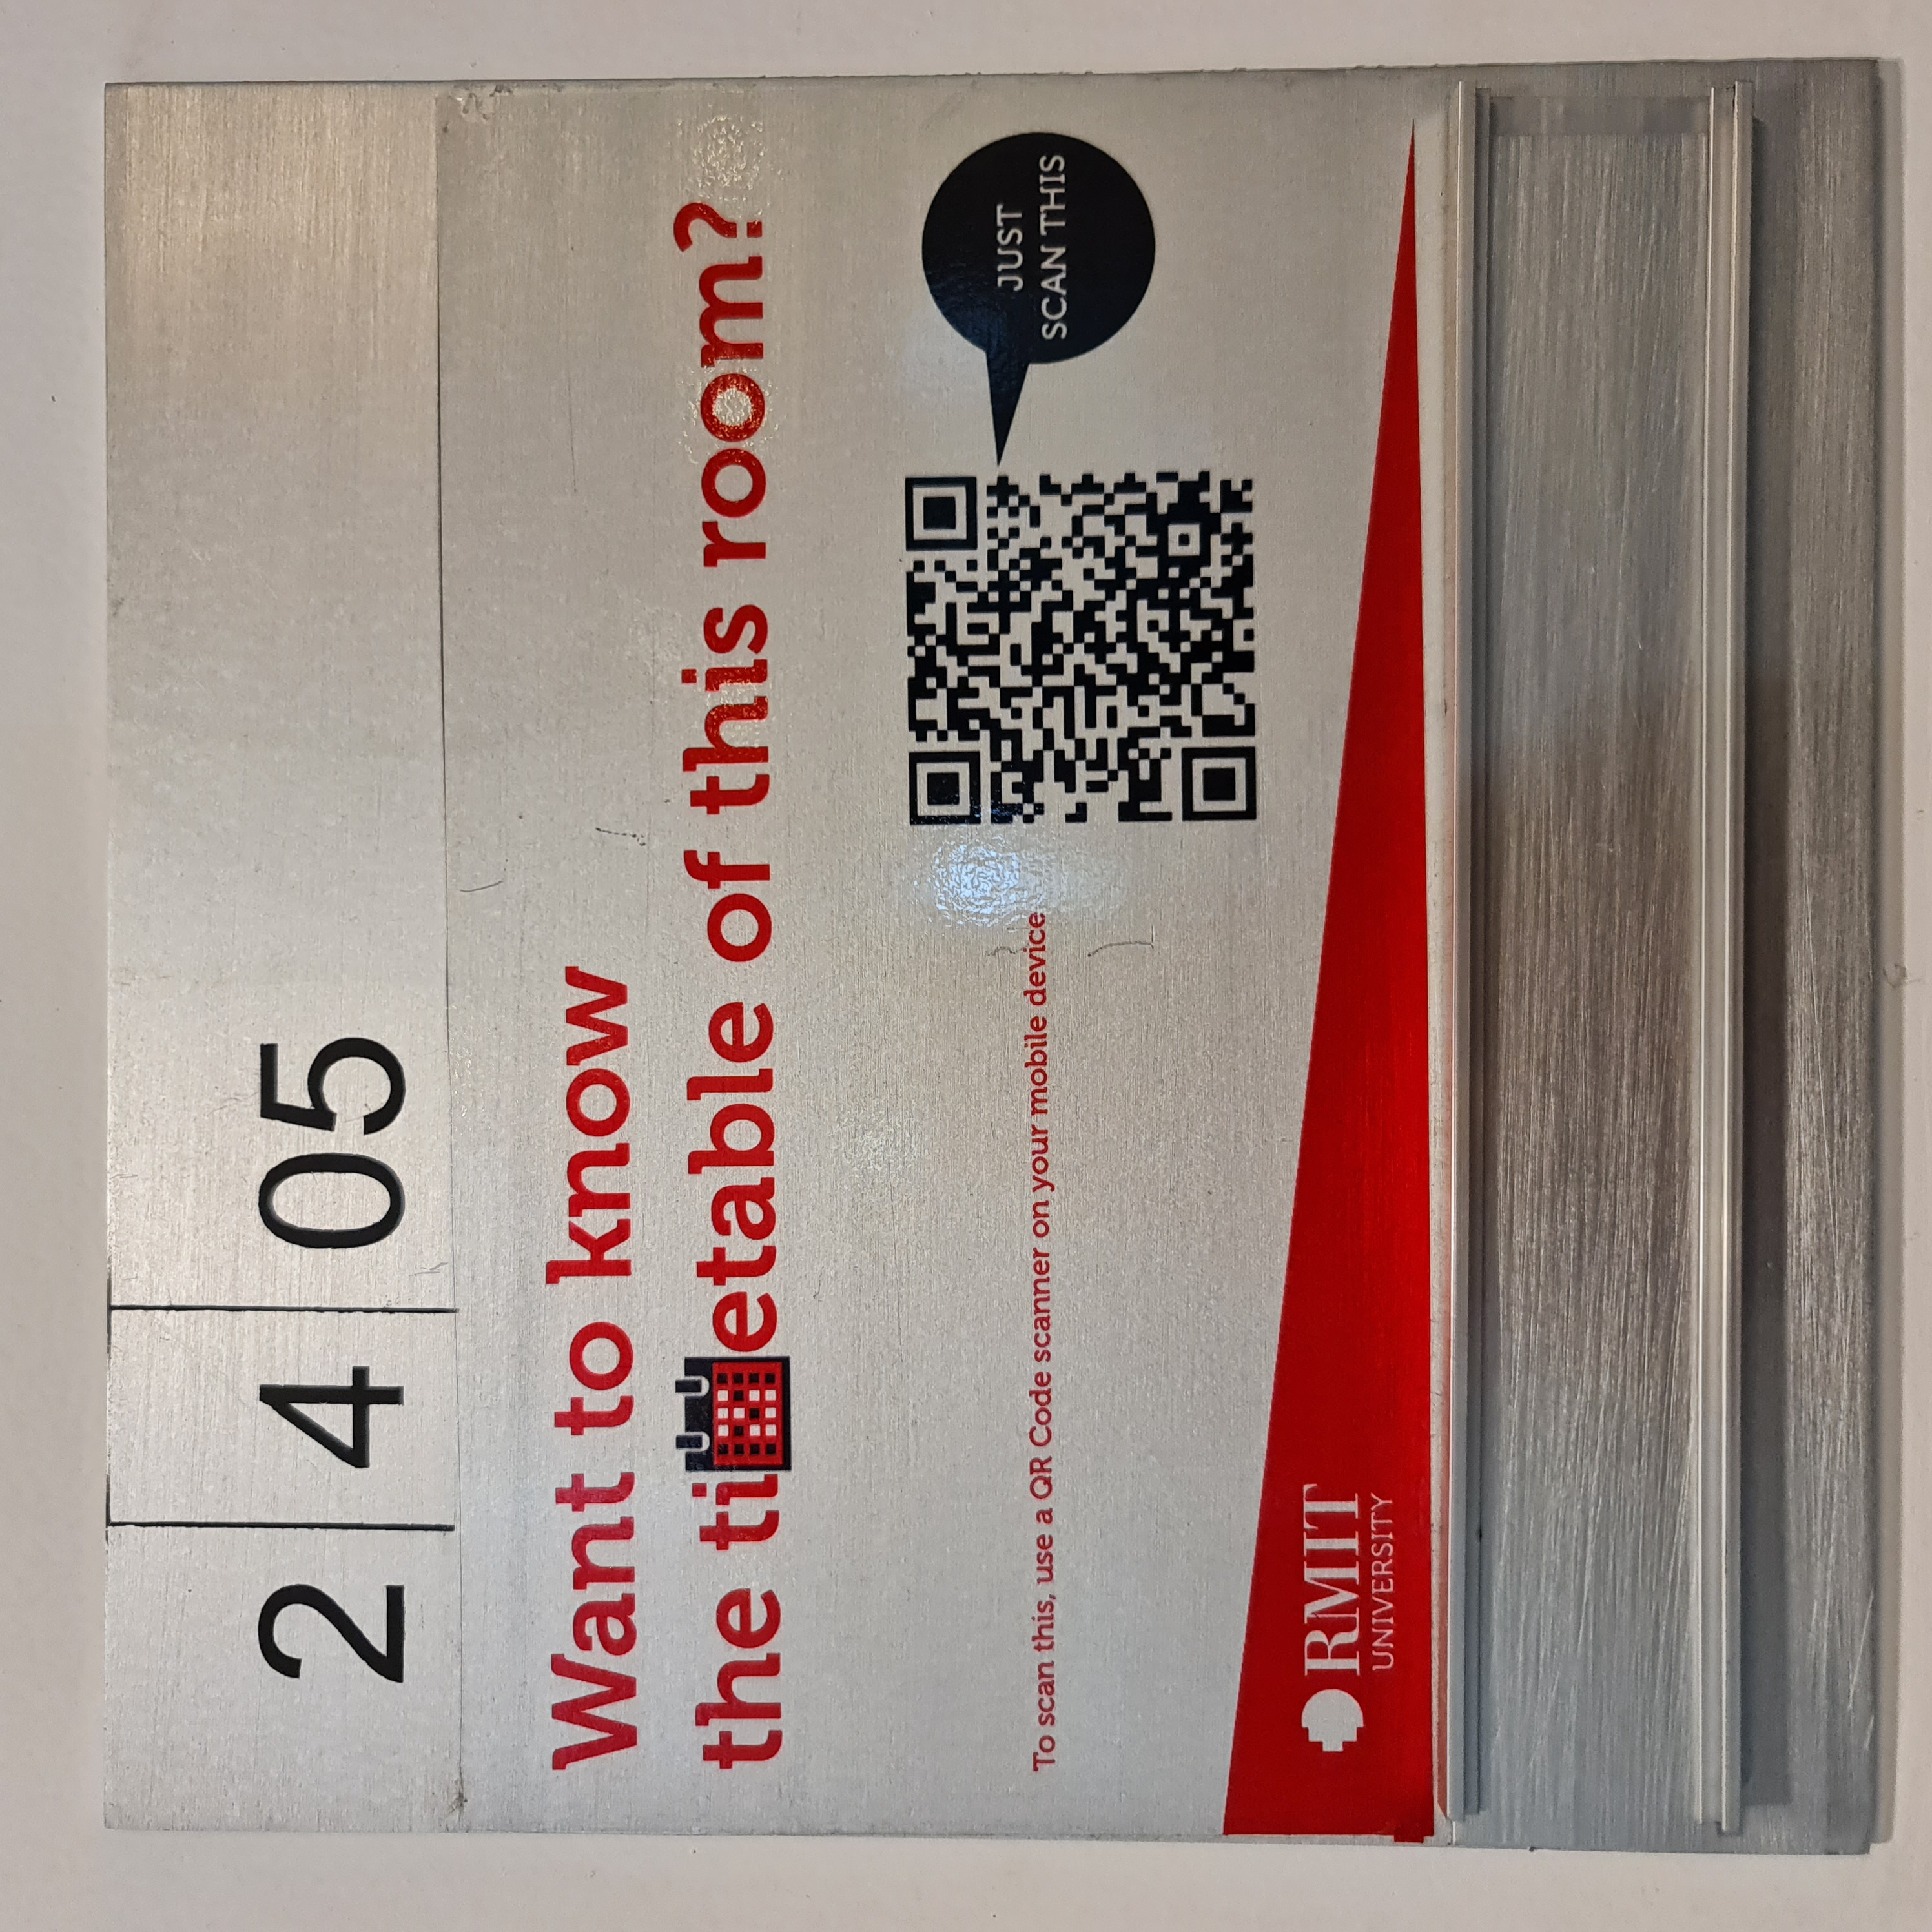 2 4 05
Want to know
the ti etable of this room?
To scan this, use a QR Code scanner on your mobile device
JUST
SCAN THIS
RMIT
UNIVERSITY